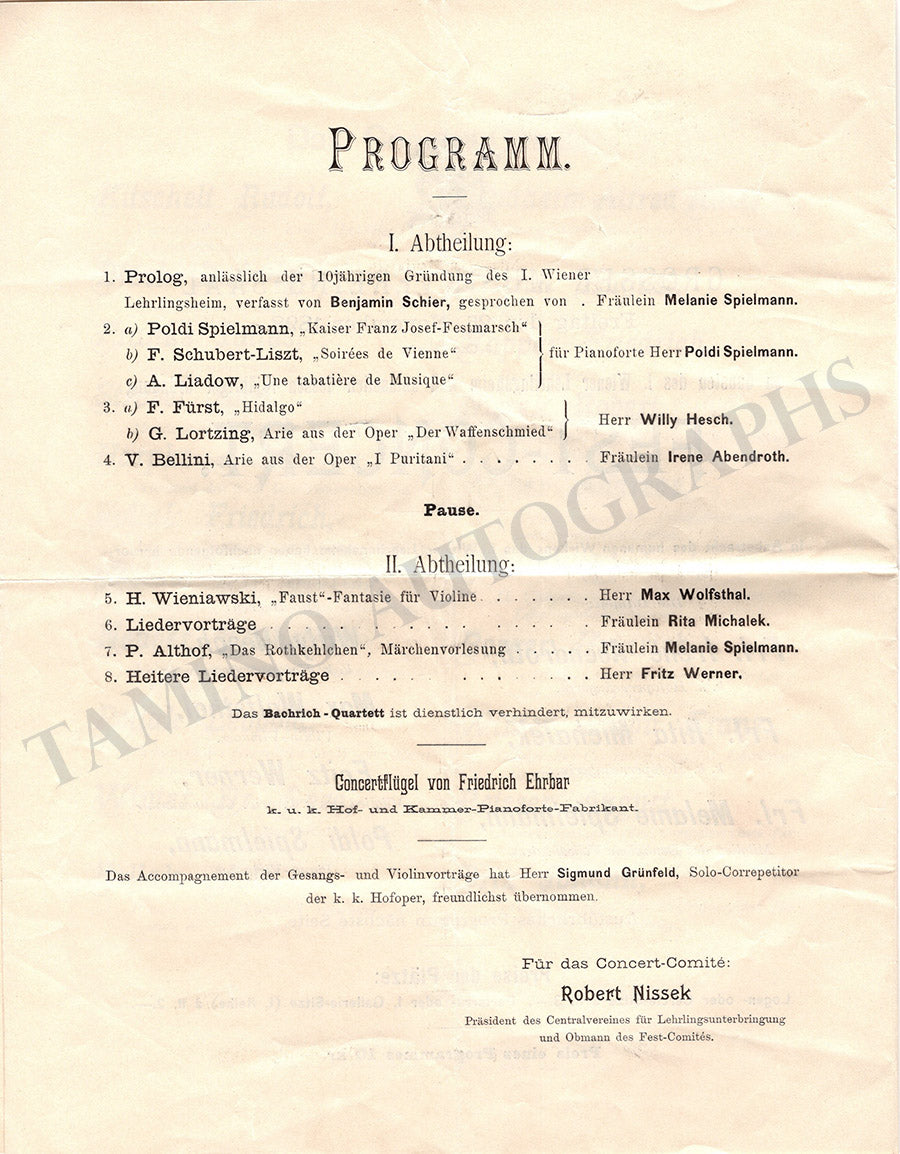 PROGRAMM.
I. Abtheilung:
1. Prolog, anlässlich der 10jährigen Gründung des I. Wiener
Lehrlingsheim, verfasst von Benjamin Schier, gesprochen von . Fräulein Melanie Spielmann.
2. a) Poldi Spielmann, „Kaiser Franz Josef-Festmarsch“
b) F. Schubert-Liszt, „Soirées de Vienne“ für Pianoforte Herr Poldi Spielmann.
c) A. Liadow, „Une tabatière de Musique“
3. a) F. Fürst, „Hidalgo“
Herr Willy Hesch.
b) G. Lortzing, Arie aus der Oper „Der Waffenschmied“
4. V. Bellini, Arie aus der Oper „I Puritani“ . . . . . . . . Fräulein Irene Abendroth.
Pause.
II. Abtheilung:
5. H. Wieniawski, „Faust“-Fantasie für Violine . . . . . . . Herr Max Wolfsthal.
6. Liedervorträge . . . . . . . . . . . . . Fräulein Rita Michalek.
7. P. Althof, „Das Rothkehlchen“, Märchenvorlesung . . . . . Fräulein Melanie Spielmann.
8. Heitere Liedervorträge . . . . . . . . . . . Herr Fritz Werner.
Das Bachrich-Quartett ist dienstlich verhindert, mitzuwirken.
Concertflügel von Friedrich Ehrbar
k. u. k. Hof- und Kammer-Pianoforte-Fabrikant.
Das Accompagnement der Gesangs- und Violinvorträge hat Herr Sigmund Grünfeld, Solo-Correpetitor
der k. k. Hofoper, freundlichst übernommen.
Für das Concert-Comité:
Robert Nissek
Präsident des Centralvereines für Lehrlingsunterbringung
und Obmann des Fest-Comités.
TAMINO AUTOGRAPHS